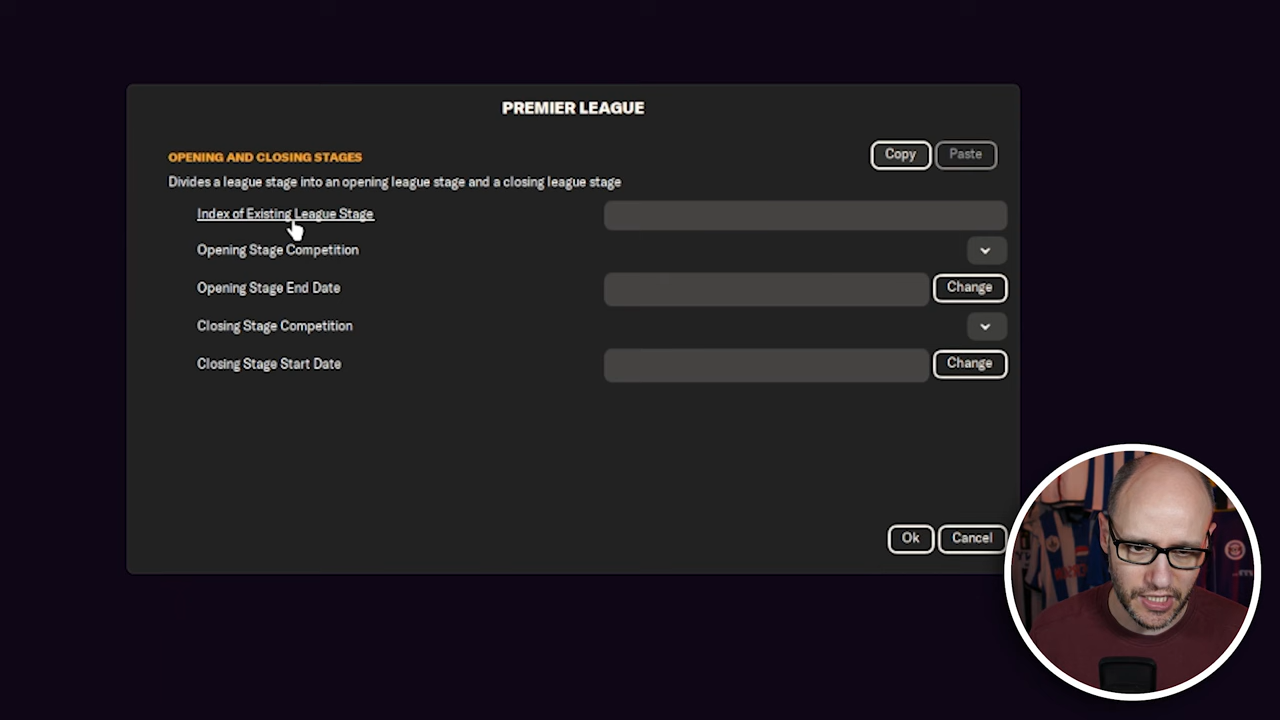 PREMIER LEAGUE
OPENING AND CLOSING STAGES
Copy
Paste
Divides a league stage into an opening league stage and a closing league stage
Index of Existing League Stage
Opening Stage Competition
Opening Stage End Date
Change
Closing Stage Competition
Closing Stage Start Date
Change
Ok
Cancel